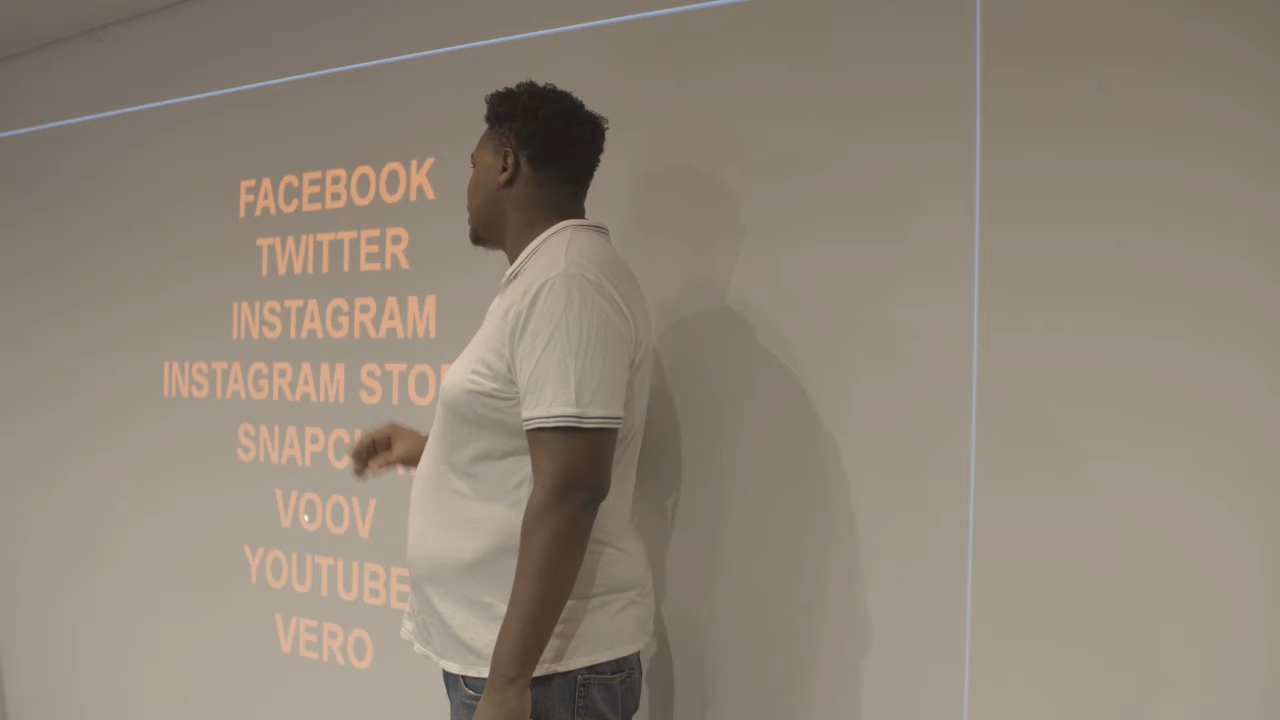 FACEBOOK
TWITTER
INSTAGRAM
INSTAGRAM
VOOV
YOUTUBE
VERO